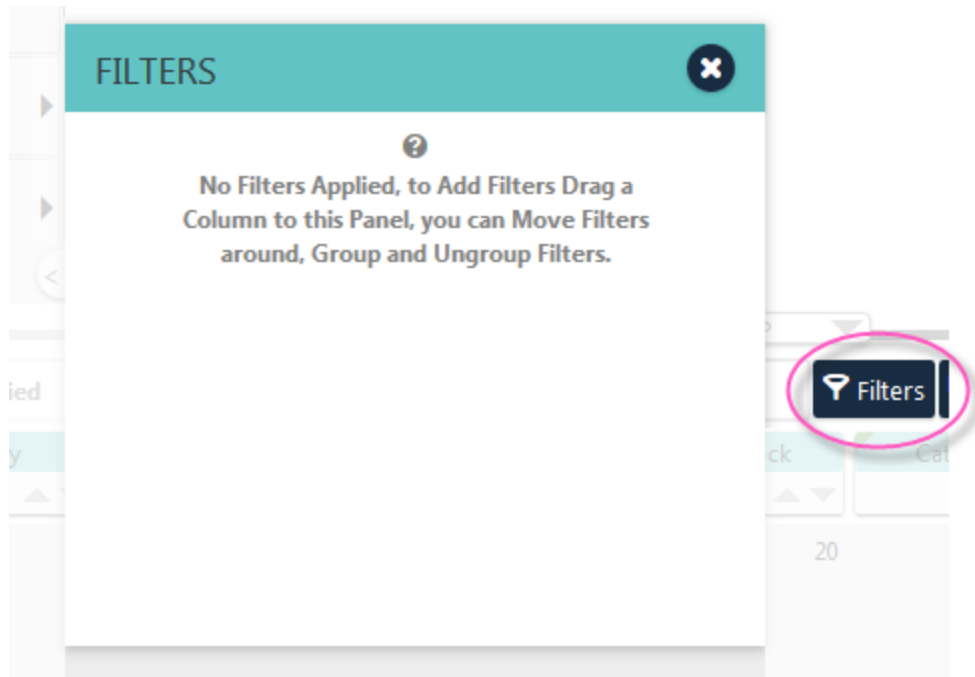 FILTERS
No Filters Applied, to Add Filters Drag a
Column to this Panel, you can Move Filters
around, Group and Ungroup Filters.
Filters
20